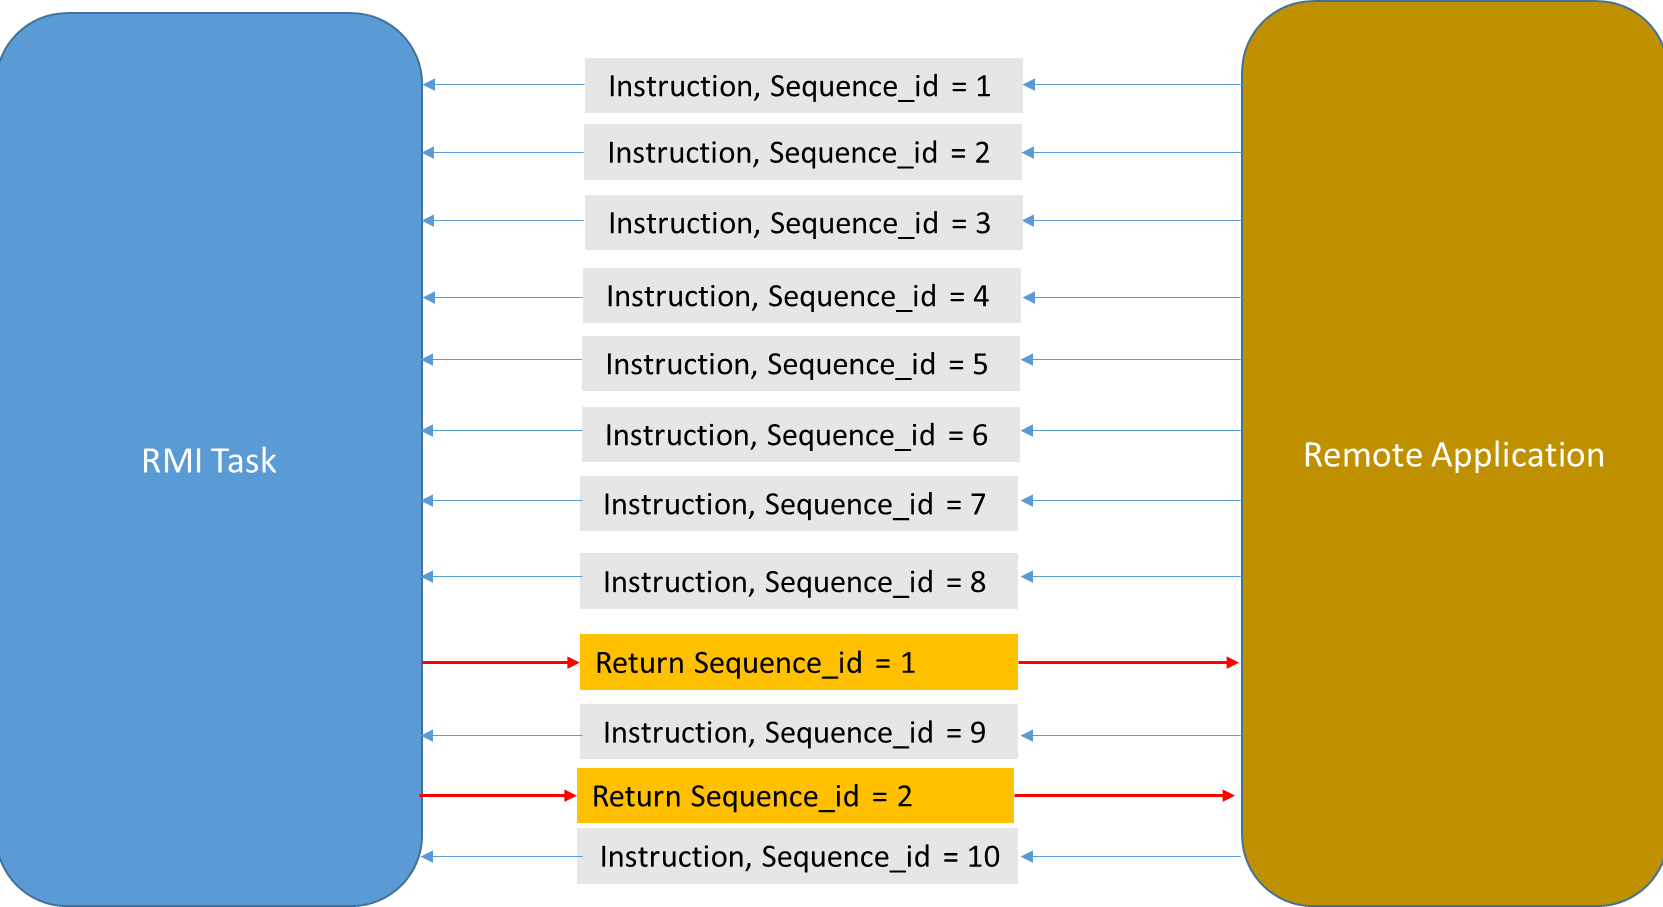 Instruction, Sequence_id = 1
Instruction, Sequence_id = 2
Instruction, Sequence_id = 3
Instruction, Sequence_id = 4
Instruction, Sequence_id = 5
Instruction, Sequence_id = 6
RMI Task
Remote Application
Instruction, Sequence_id = 7
Instruction, Sequence_id = 8
Return Sequence_id = 1
Instruction, Sequence_id = 9
Return Sequence_id = 2
Instruction, Sequence_id = 10